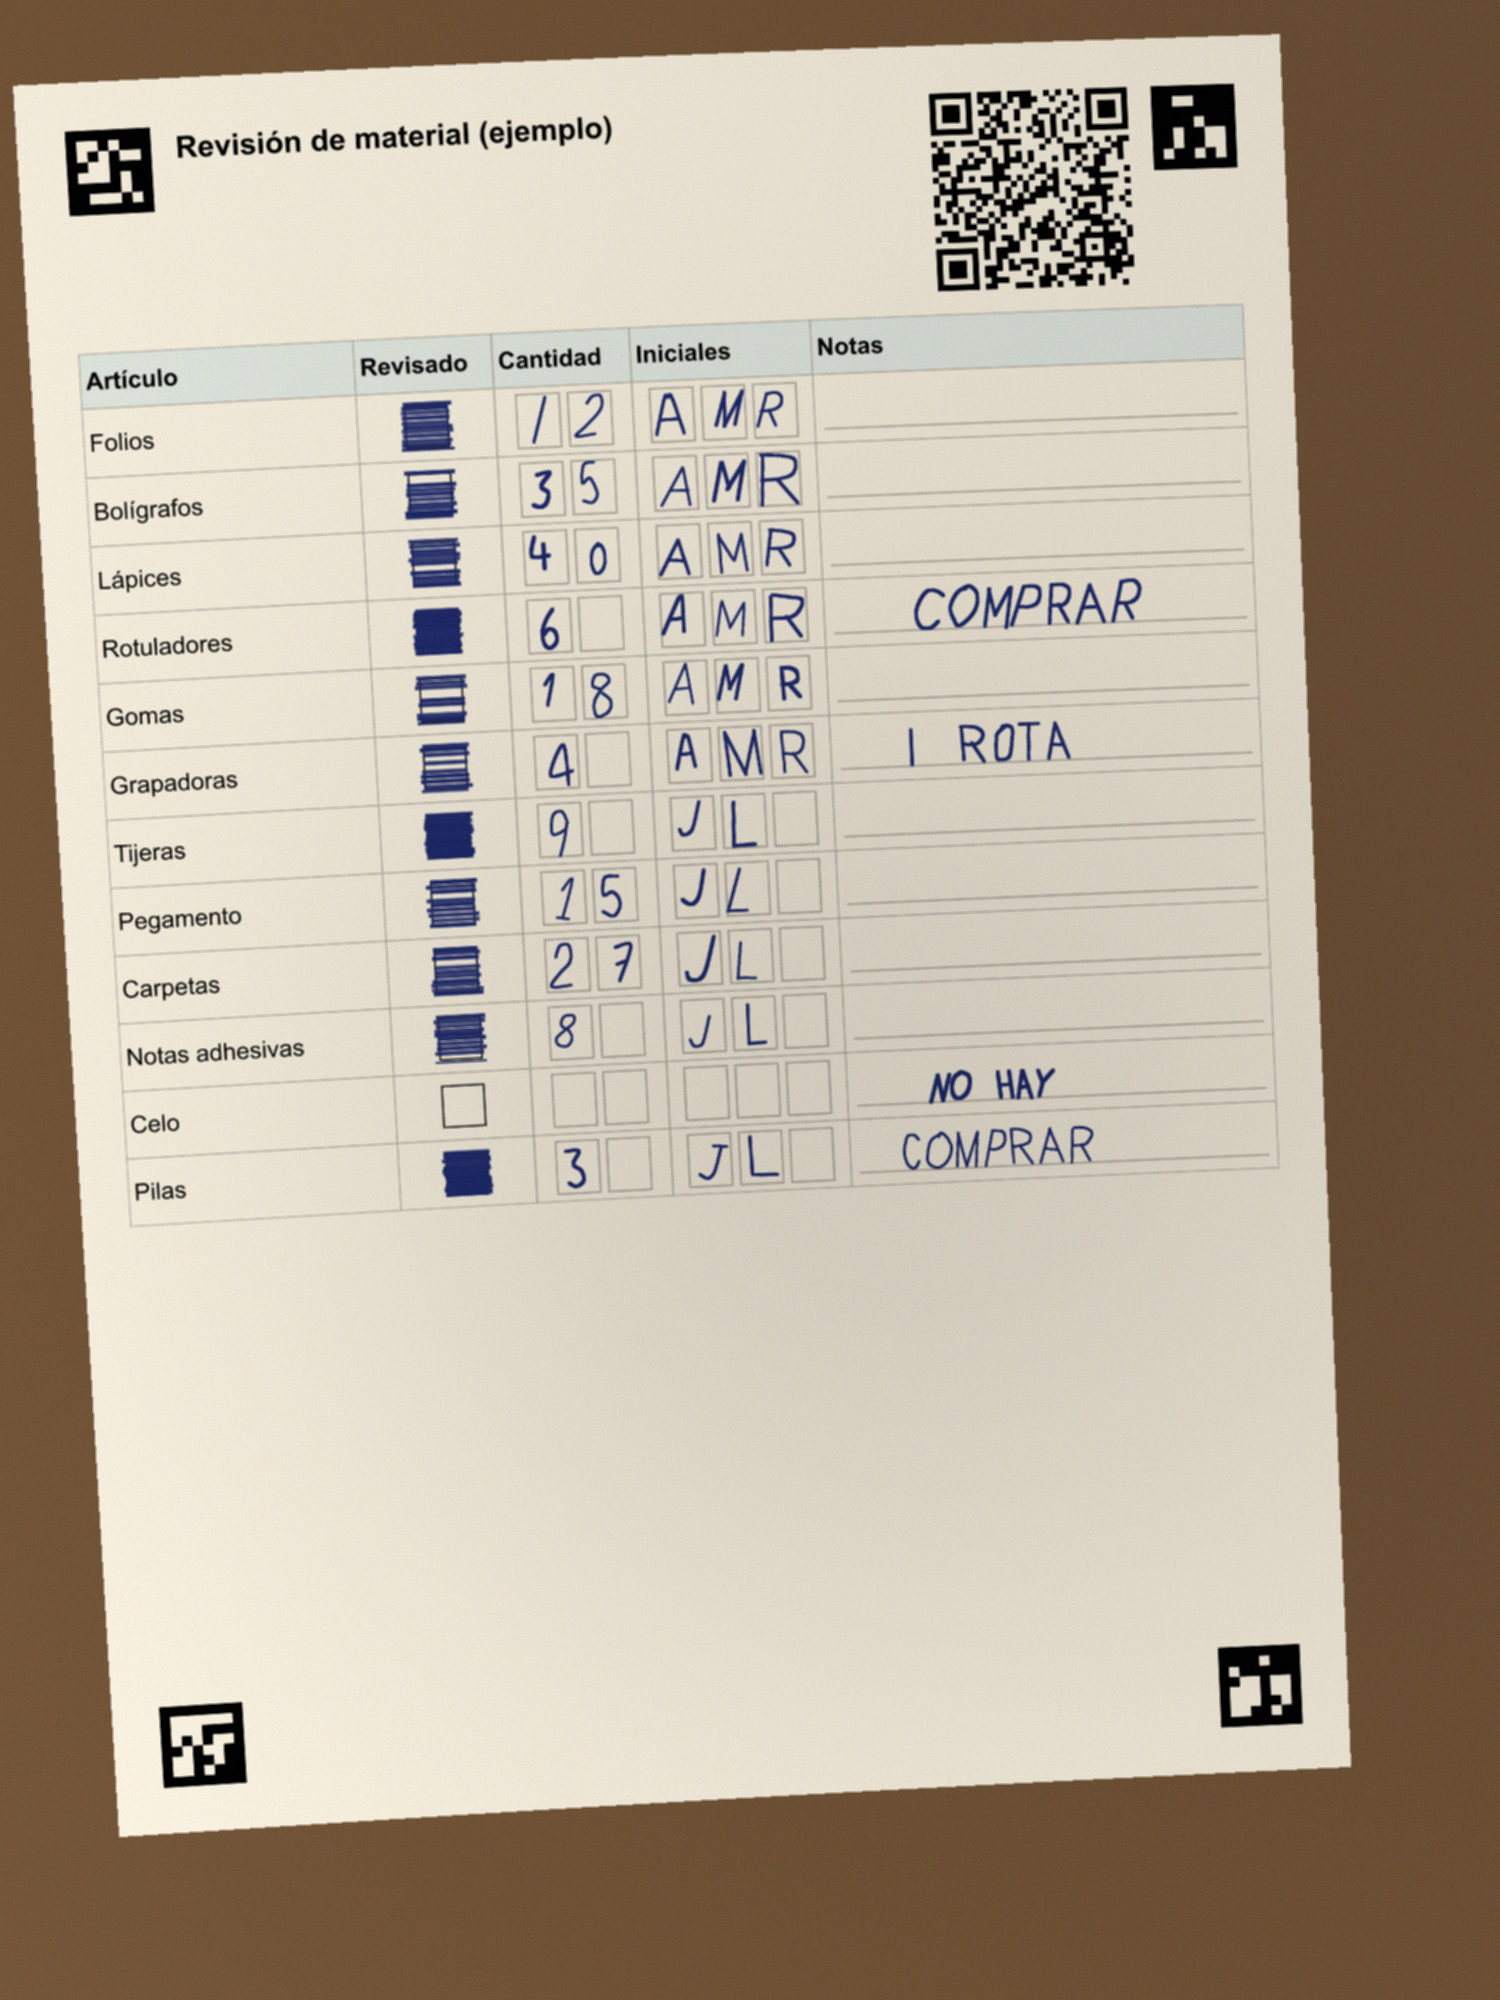 Revisión de material (ejemplo)
Artículo Revisado Cantidad Iniciales Notas
Folios 12 AMR
Bolígrafos 35 AMR
Lápices 40 AMR
Rotuladores 6 AMR COMPRAR
Gomas 18 AMR
Grapadoras 4 AMR 1 ROTA
Tijeras 9 JL
Pegamento 15 JL
Carpetas 27 JL
Notas adhesivas 8 JL
Celo NO HAY
Pilas 3 JL COMPRAR